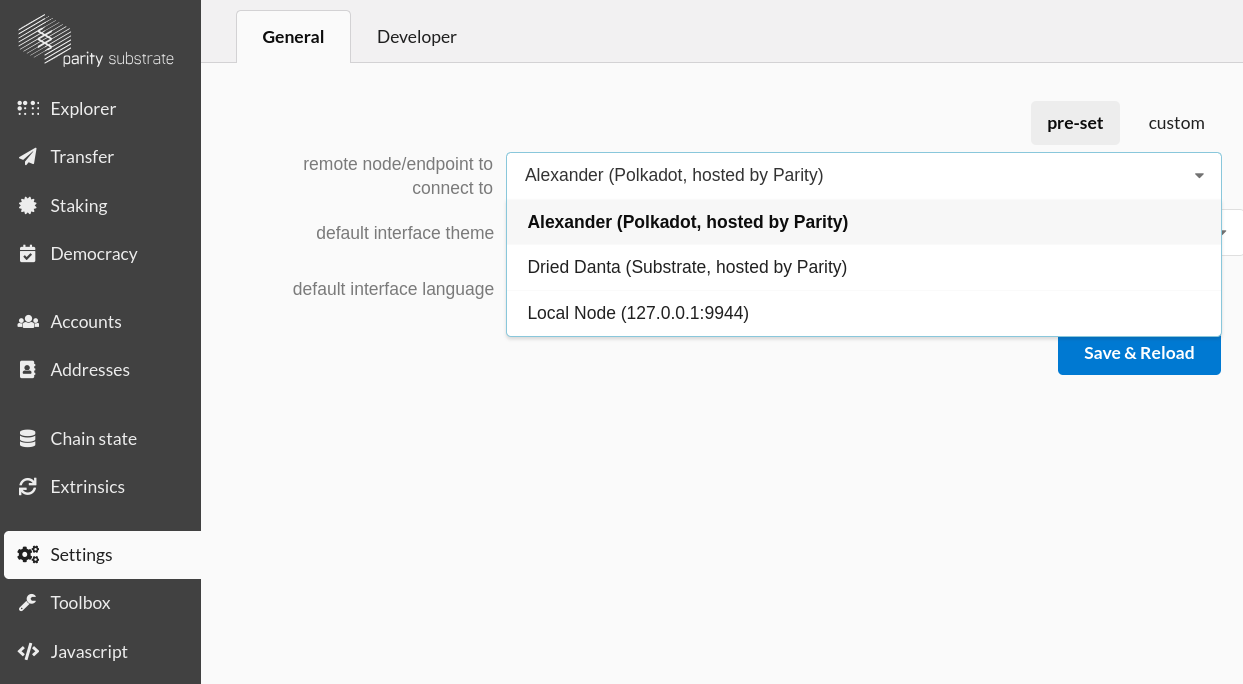 parity substrate
Explorer
Transfer
Staking
Democracy
Accounts
Addresses
Chain state
Extrinsics
Settings
Toolbox
Javascript
General
Developer
pre-set
custom
remote node/endpoint to
connect to
Alexander (Polkadot, hosted by Parity)
Alexander (Polkadot, hosted by Parity)
Dried Danta (Substrate, hosted by Parity)
Local Node (127.0.0.1:9944)
default interface theme
default interface language
Save & Reload